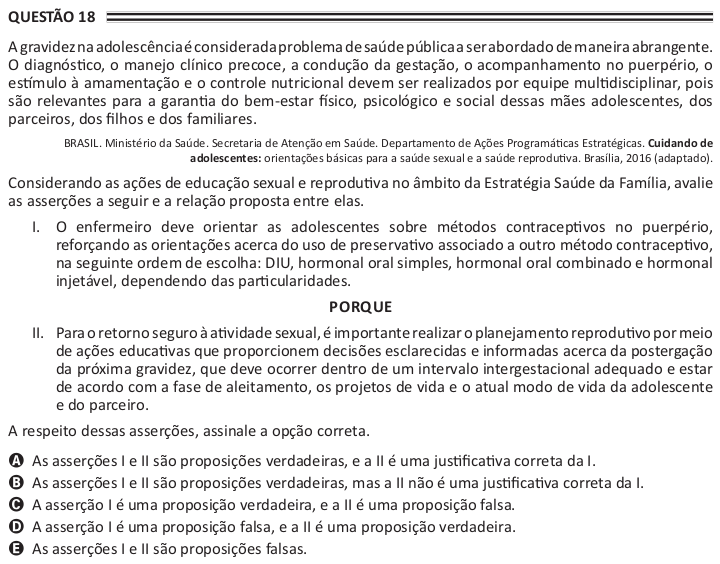 QUESTÃO 18
A gravidez na adolescência é considerada problema de saúde pública a ser abordado de maneira abrangente.
O diagnóstico, o manejo clínico precoce, a condução da gestação, o acompanhamento no puerpério, o
estímulo à amamentação e o controle nutricional devem ser realizados por equipe multidisciplinar, pois
são relevantes para a garantia do bem-estar físico, psicológico e social dessas mães adolescentes, dos
parceiros, dos filhos e dos familiares.
BRASIL. Ministério da Saúde. Secretaria de Atenção em Saúde. Departamento de Ações Programáticas Estratégicas. Cuidando de
adolescentes: orientações básicas para a saúde sexual e a saúde reprodutiva. Brasília, 2016 (adaptado).
Considerando as ações de educação sexual e reprodutiva no âmbito da Estratégia Saúde da Família, avalie
as asserções a seguir e a relação proposta entre elas.
I. O enfermeiro deve orientar as adolescentes sobre métodos contraceptivos no puerpério,
reforçando as orientações acerca do uso de preservativo associado a outro método contraceptivo,
na seguinte ordem de escolha: DIU, hormonal oral simples, hormonal oral combinado e hormonal
injetável, dependendo das particularidades.
PORQUE
II. Para o retorno seguro à atividade sexual, é importante realizar o planejamento reprodutivo por meio
de ações educativas que proporcionem decisões esclarecidas e informadas acerca da postergação
da próxima gravidez, que deve ocorrer dentro de um intervalo intergestacional adequado e estar
de acordo com a fase de aleitamento, os projetos de vida e o atual modo de vida da adolescente
e do parceiro.
A respeito dessas asserções, assinale a opção correta.
A As asserções I e II são proposições verdadeiras, e a II é uma justificativa correta da I.
B As asserções I e II são proposições verdadeiras, mas a II não é uma justificativa correta da I.
C A asserção I é uma proposição verdadeira, e a II é uma proposição falsa.
D A asserção I é uma proposição falsa, e a II é uma proposição verdadeira.
E As asserções I e II são proposições falsas.